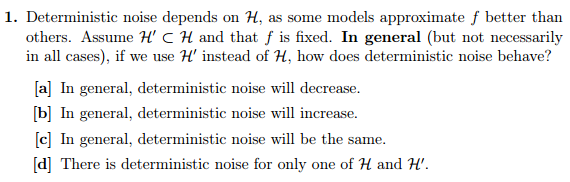 1. Deterministic noise depends on ℋ, as some models approximate f better than
others. Assume ℋ′ ⊂ ℋ and that f is fixed. In general (but not necessarily
in all cases), if we use ℋ′ instead of ℋ, how does deterministic noise behave?
[a] In general, deterministic noise will decrease.
[b] In general, deterministic noise will increase.
[c] In general, deterministic noise will be the same.
[d] There is deterministic noise for only one of ℋ and ℋ′.